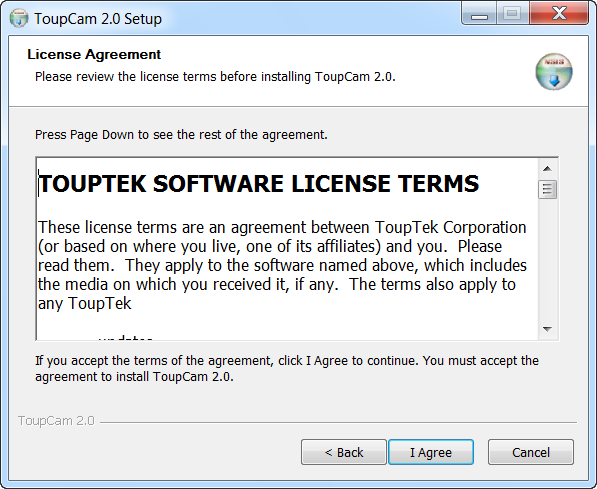 ToupCam 2.0 Setup
License Agreement
Please review the license terms before installing ToupCam 2.0.
Press Page Down to see the rest of the agreement.
TOUPTEK SOFTWARE LICENSE TERMS
These license terms are an agreement between ToupTek Corporation
(or based on where you live, one of its affiliates) and you.  Please
read them.  They apply to the software named above, which includes
the media on which you received it, if any.  The terms also apply to
any ToupTek
updates
If you accept the terms of the agreement, click I Agree to continue. You must accept the
agreement to install ToupCam 2.0.
ToupCam 2.0
< Back
I Agree
Cancel